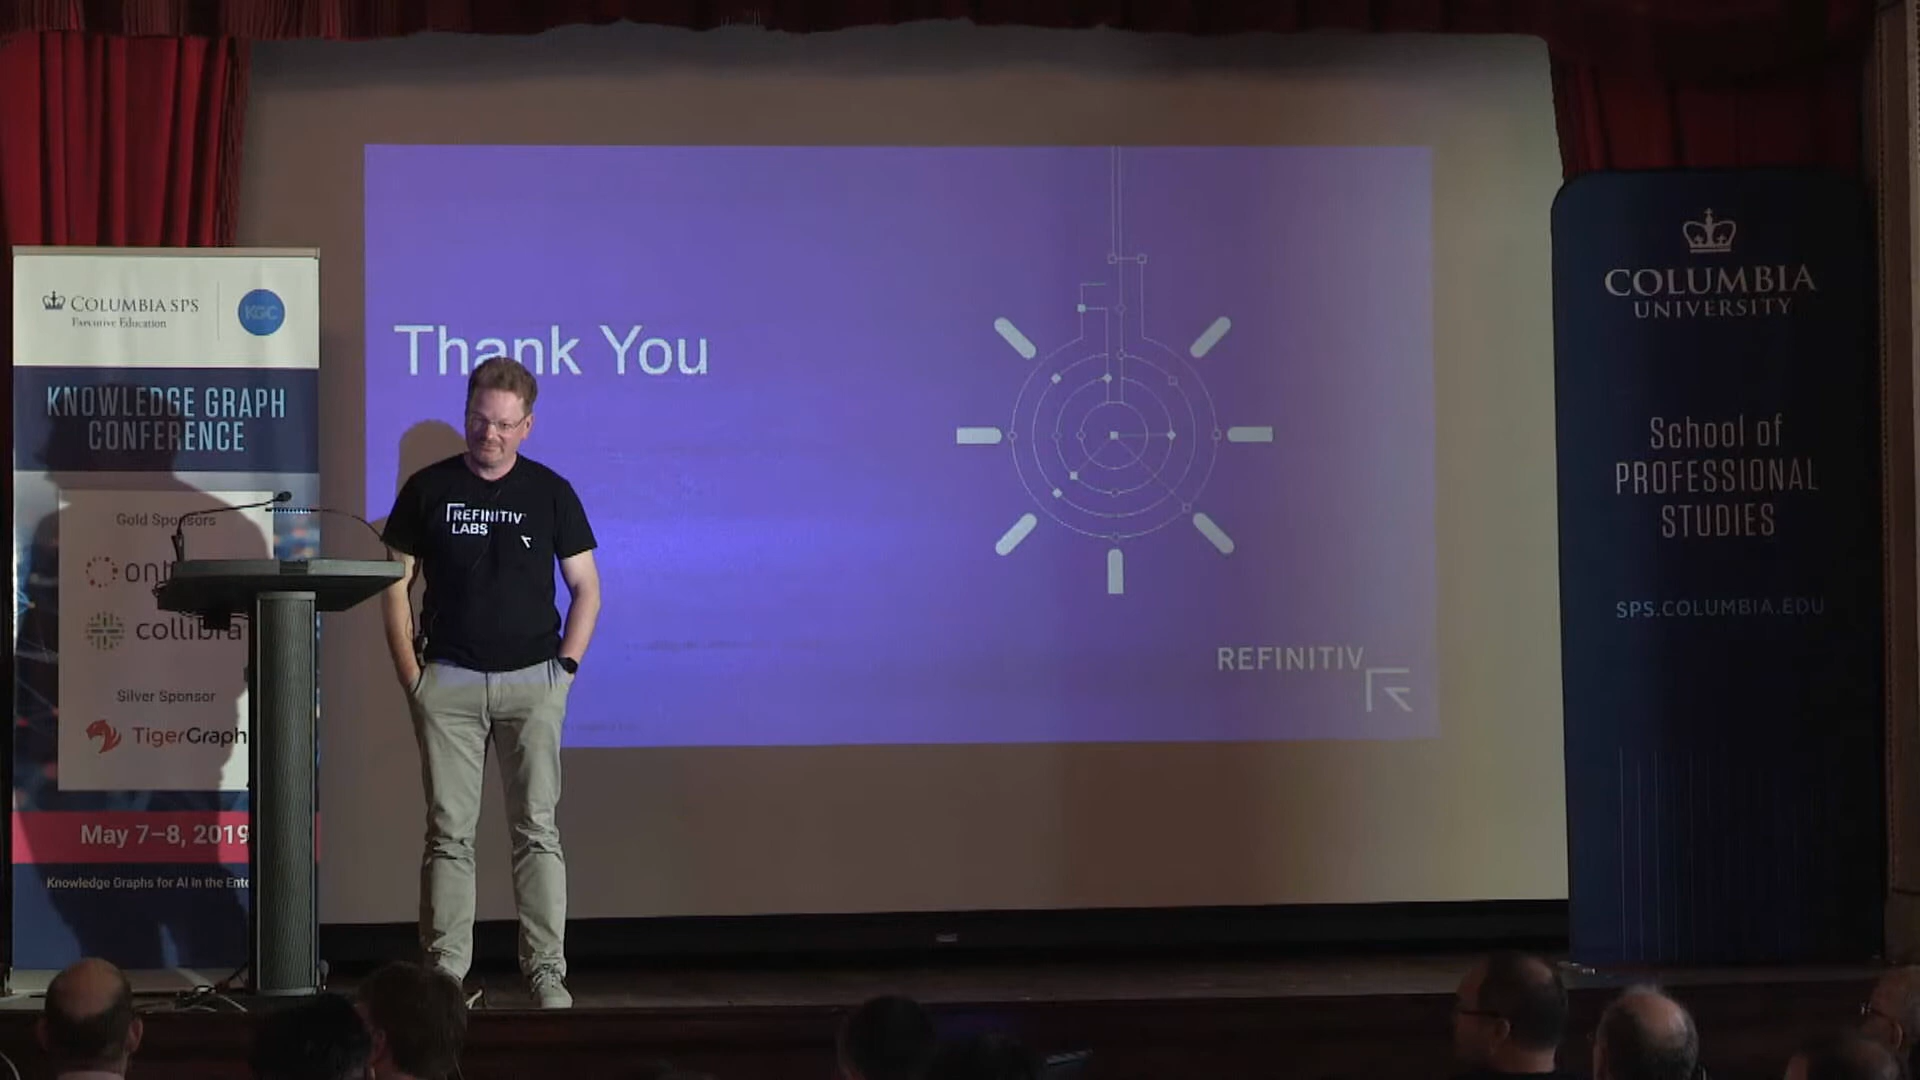 COLUMBIA SPS
Executive Education
KGC
KNOWLEDGE GRAPH
CONFERENCE
Gold Sponsors
collibra
Silver Sponsor
TigerGraph
May 7–8, 2019
Knowledge Graphs for AI in the
Thank You
REFINITIV
LABS
REFINITIV
COLUMBIA
UNIVERSITY
School of
PROFESSIONAL
STUDIES
SPS.COLUMBIA.EDU